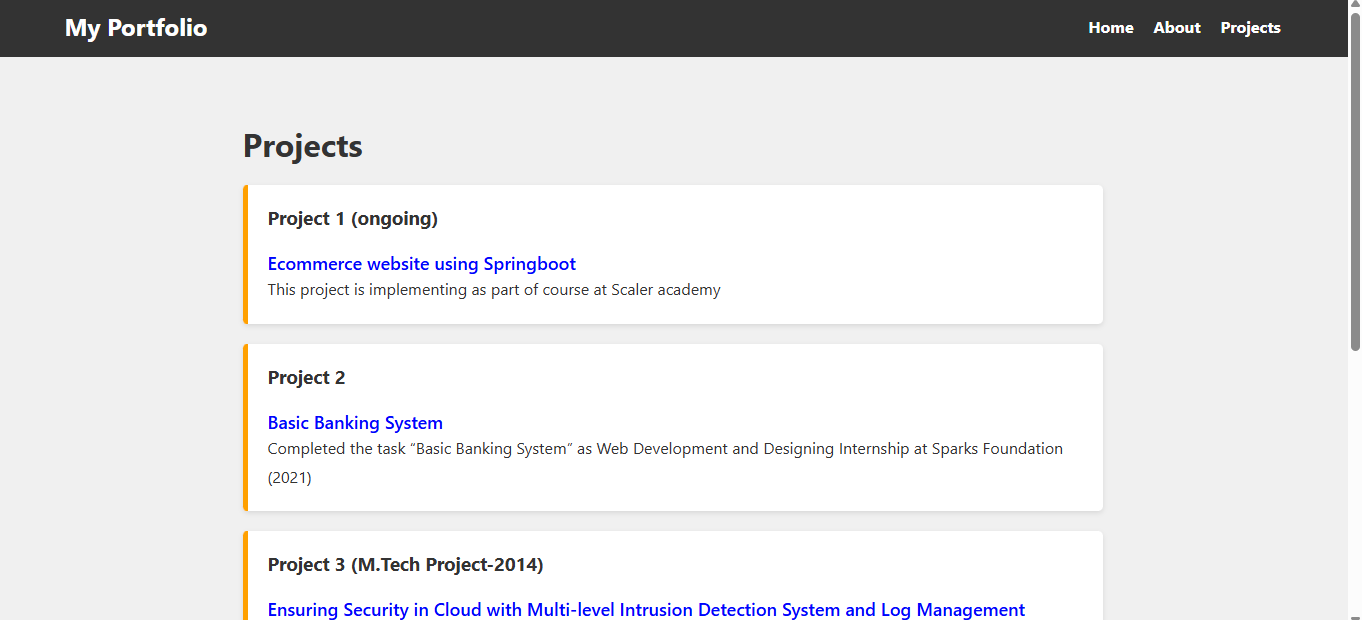 My Portfolio
Home About Projects
Projects
Project 1 (ongoing)
Ecommerce website using Springboot
This project is implementing as part of course at Scaler academy
Project 2
Basic Banking System
Completed the task “Basic Banking System” as Web Development and Designing Internship at Sparks Foundation
(2021)
Project 3 (M.Tech Project-2014)
Ensuring Security in Cloud with Multi-level Intrusion Detection System and Log Management